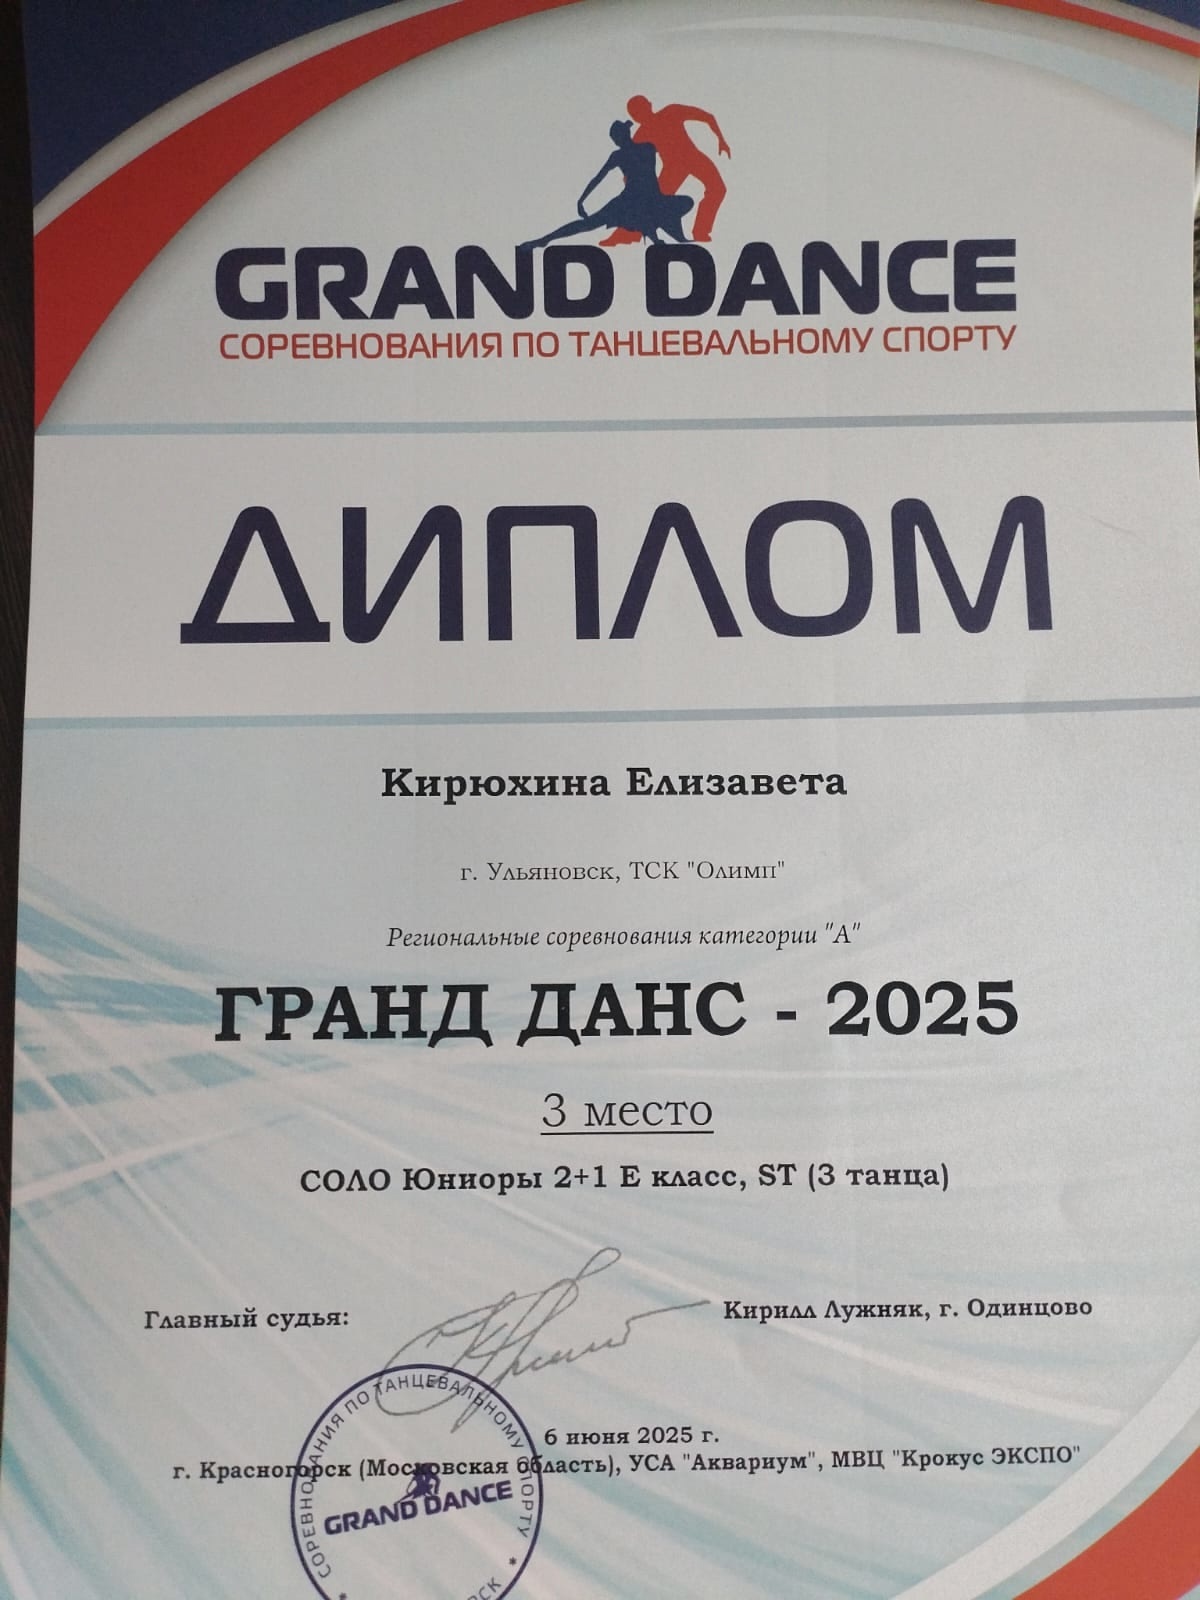 GRAND DANCE
СОРЕВНОВАНИЯ ПО ТАНЦЕВАЛЬНОМУ СПОРТУ
ДИПЛОМ
Кирюхина Елизавета
г. Ульяновск, ТСК "Олимп"
Региональные соревнования категории "А"
ГРАНД ДАНС - 2025
3 место
СОЛО Юниоры 2+1 Е класс, ST (3 танца)
Главный судья:
Кирилл Лужняк, г. Одинцово
6 июня 2025 г.
г. Красногорск (Московская область), УСА "Аквариум", МВЦ "Крокус ЭКСПО"
СОРЕВНОВАНИЯ ПО ТАНЦЕВАЛЬНОМУ СПОРТУ
GRAND DANCE